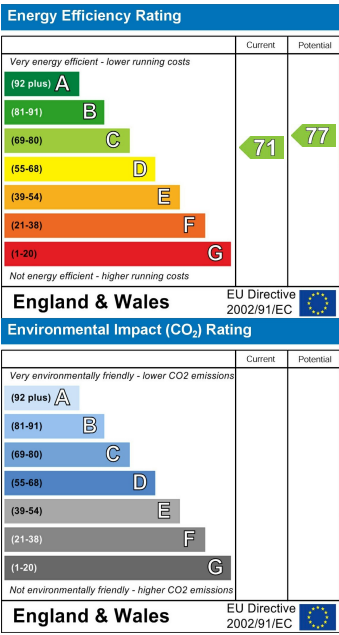 Energy Efficiency Rating
Current Potential
Very energy efficient - lower running costs
(92 plus) A
(81-91) B
(69-80) C
71 77
(55-68) D
(39-54) E
(21-38) F
(1-20) G
Not energy efficient - higher running costs
England & Wales
EU Directive
2002/91/EC
Environmental Impact (CO₂) Rating
Current Potential
Very environmentally friendly - lower CO2 emissions
(92 plus) A
(81-91) B
(69-80) C
(55-68) D
(39-54) E
(21-38) F
(1-20) G
Not environmentally friendly - higher CO2 emissions
England & Wales
EU Directive
2002/91/EC